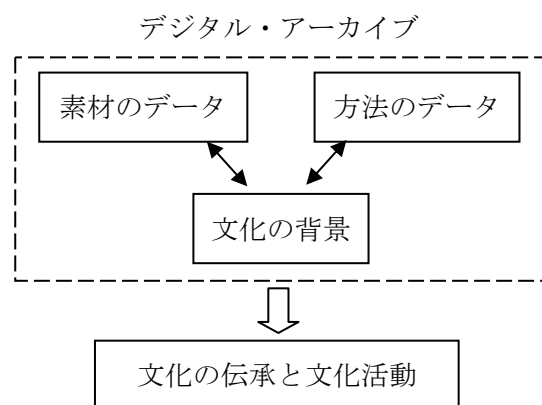 デジタル・アーカイブ
素材のデータ
方法のデータ
文化の背景
文化の伝承と文化活動